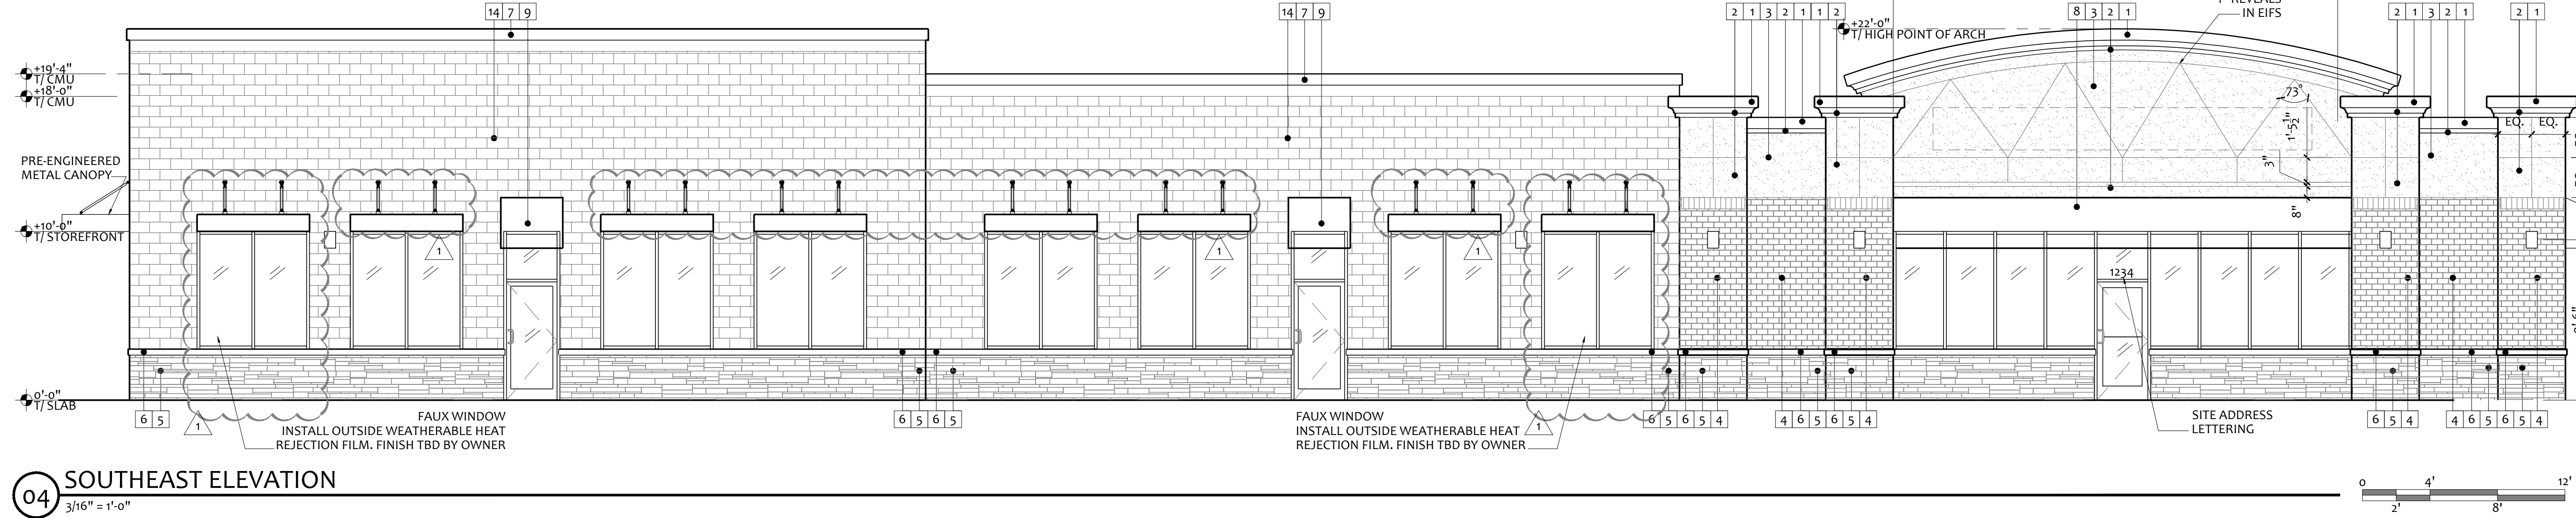 14 7 9
14 7 9
2 1 3 2 1 1 2
8 3 2 1
1" REVEALS
IN EIFS
2 1 3 2 1
2 1
+22'-0"
T/ HIGH POINT OF ARCH
+19'-4"
T/ CMU
+18'-0"
T/ CMU
73°
1'-5 1/2"
EQ. EQ.
3"
8"
PRE-ENGINEERED
METAL CANOPY
+10'-0"
T/ STOREFRONT
1
1
1
1234
0'-0"
T/ SLAB
6 5
1
FAUX WINDOW
INSTALL OUTSIDE WEATHERABLE HEAT
REJECTION FILM. FINISH TBD BY OWNER
6 5 6 5
FAUX WINDOW
INSTALL OUTSIDE WEATHERABLE HEAT
REJECTION FILM. FINISH TBD BY OWNER
1
6 5 6 5 4
4 6 5 6 5 4
SITE ADDRESS
LETTERING
6 5 4
4 6 5 6 5 4
04
SOUTHEAST ELEVATION
3/16" = 1'-0"
0 4' 12'
2' 8'